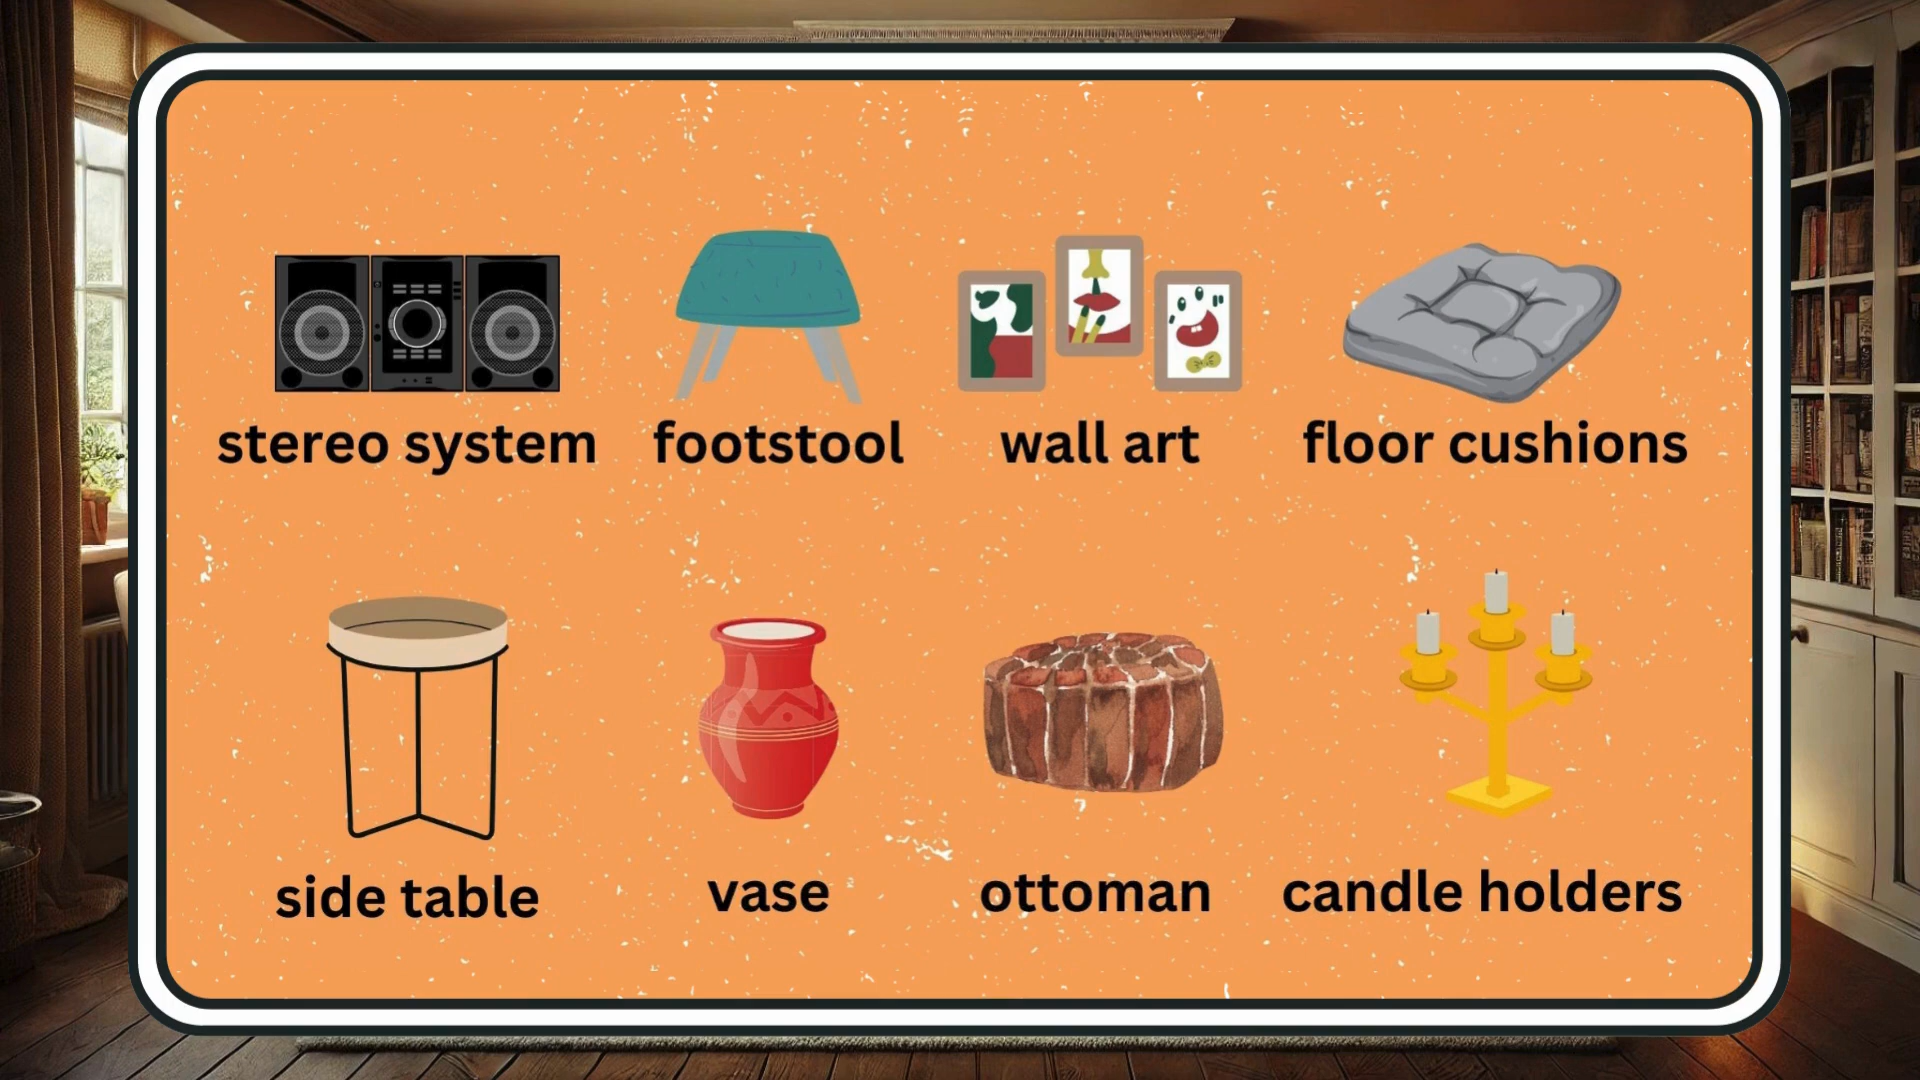 stereo system
footstool
wall art
floor cushions
side table
vase
ottoman
candle holders